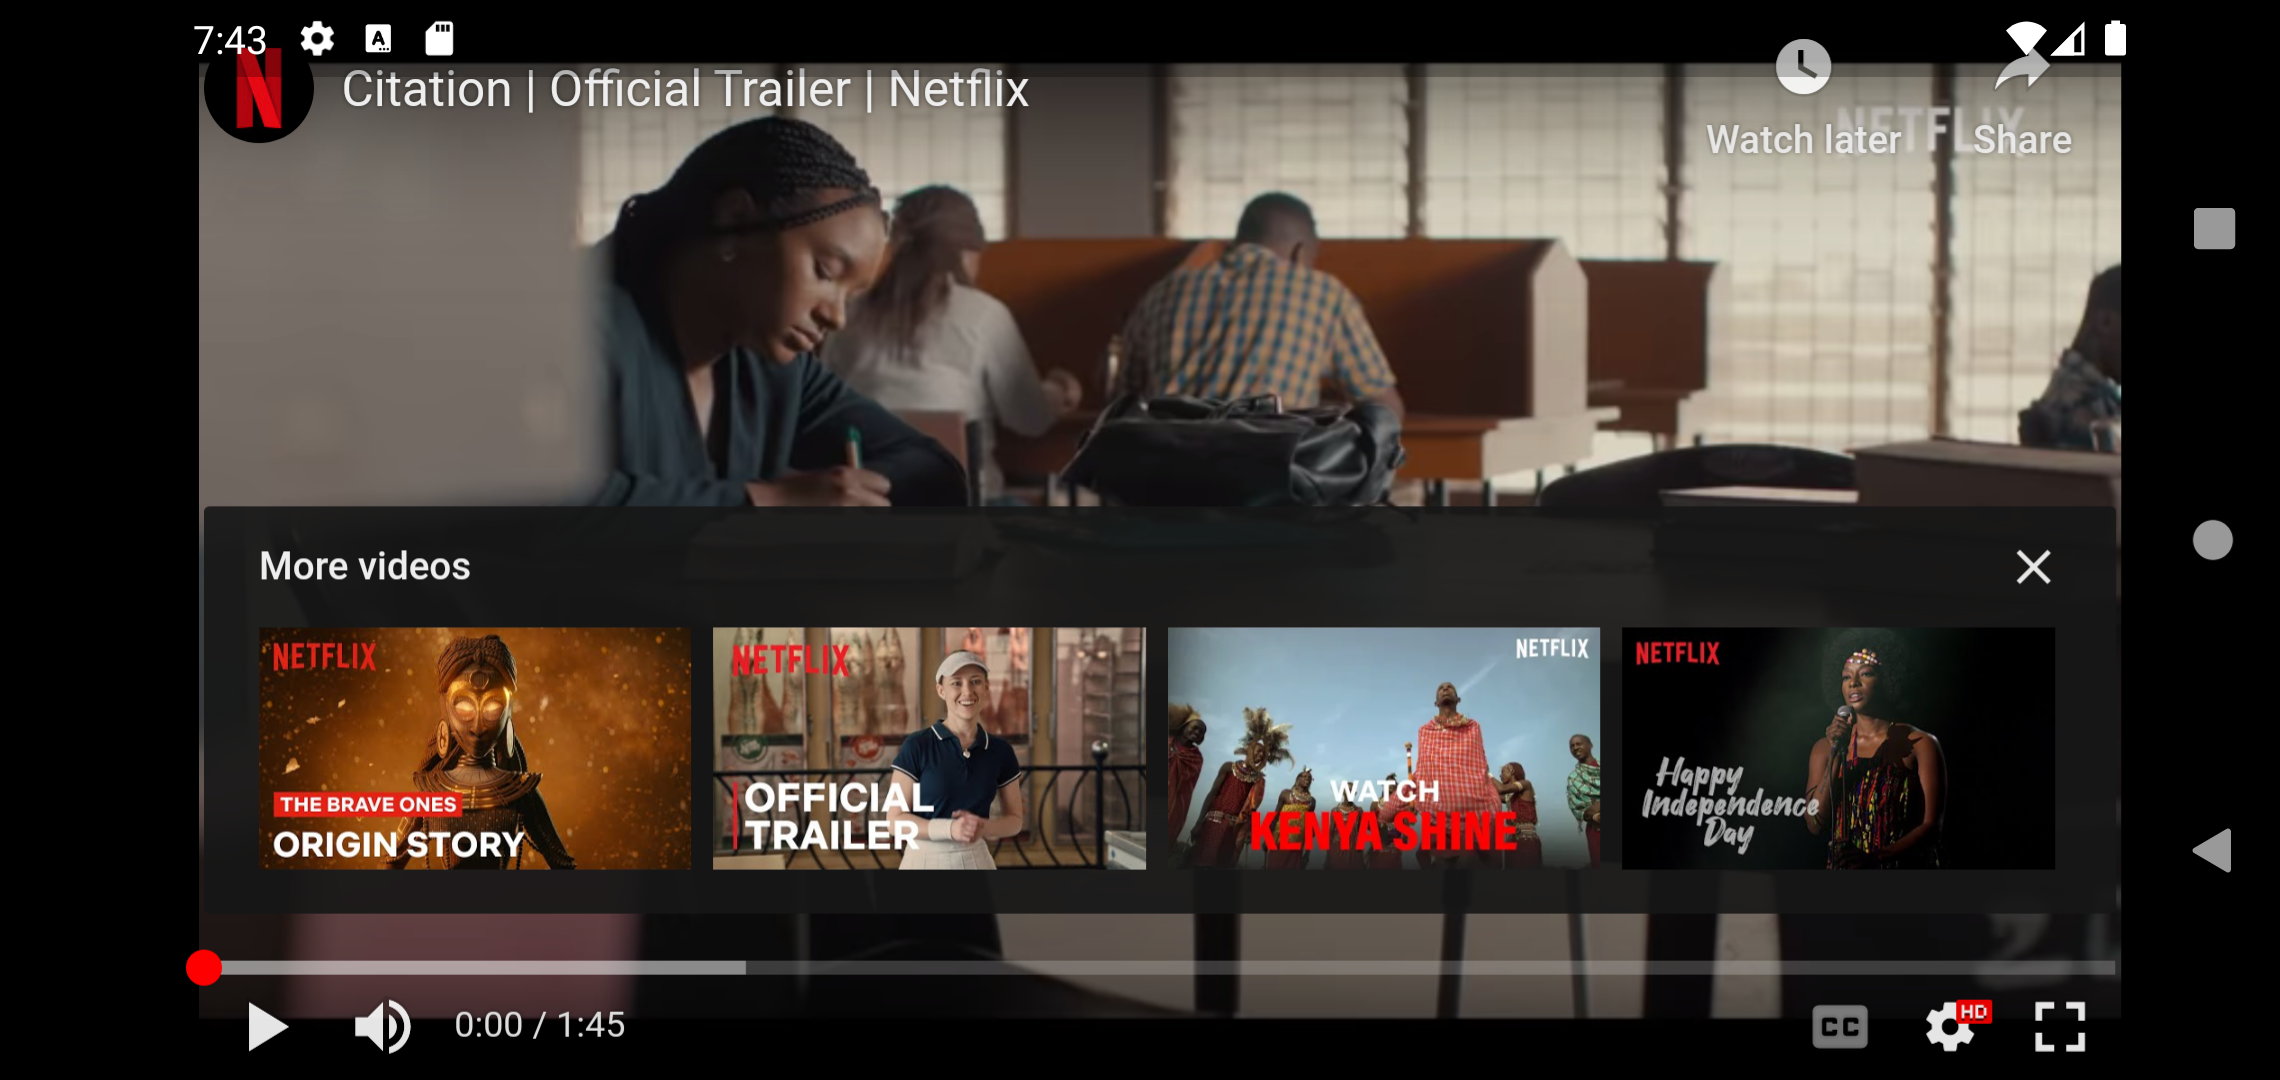 7:43
Citation | Official Trailer | Netflix
NETFLIX
Watch later
Share
More videos
NETFLIX
THE BRAVE ONES
ORIGIN STORY
NETFLIX
OFFICIAL
TRAILER
NETFLIX
WATCH
KENYA SHINE
NETFLIX
Happy
Independence
Day
0:00 / 1:45
CC
HD